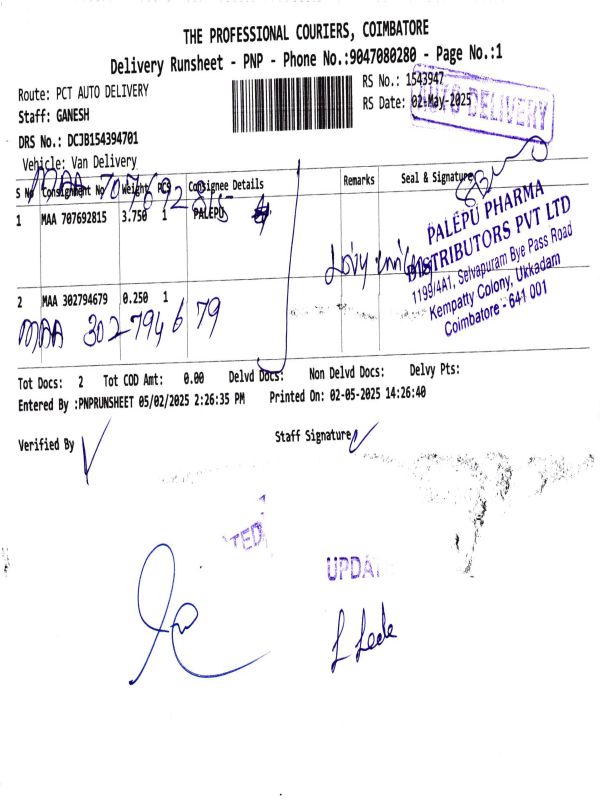 THE PROFESSIONAL COURIERS, COIMBATORE
Delivery Runsheet - PNP - Phone No.:9047080280 - Page No.:1
Route: PCT AUTO DELIVERY
RS No.: 1543947
Staff: GANESH
RS Date: 02-May-2025
AUTO DELIVERY
DRS No.: DCJB154394701
Vehicle: Van Delivery
MAA 707692815
S No Consignment No Weight PCS Consignee Details Remarks Seal & Signature
1 MAA 707692815 3.750 1 PALEPU
PALEPU PHARMA
DISTRIBUTORS PVT LTD
1199/4A1, Selvapuram Bye Pass Road
Kempatty Colony, Ukkadam
Coimbatore - 641 001
2 MAA 302794679 0.250 1
MAA 302794679
Tot Docs: 2 Tot COD Amt: 0.00 Delvd Docs: Non Delvd Docs: Delvy Pts:
Entered By :PNPRUNSHEET 05/02/2025 2:26:35 PM Printed On: 02-05-2025 14:26:40
Verified By
Staff Signature
TED
UPDA